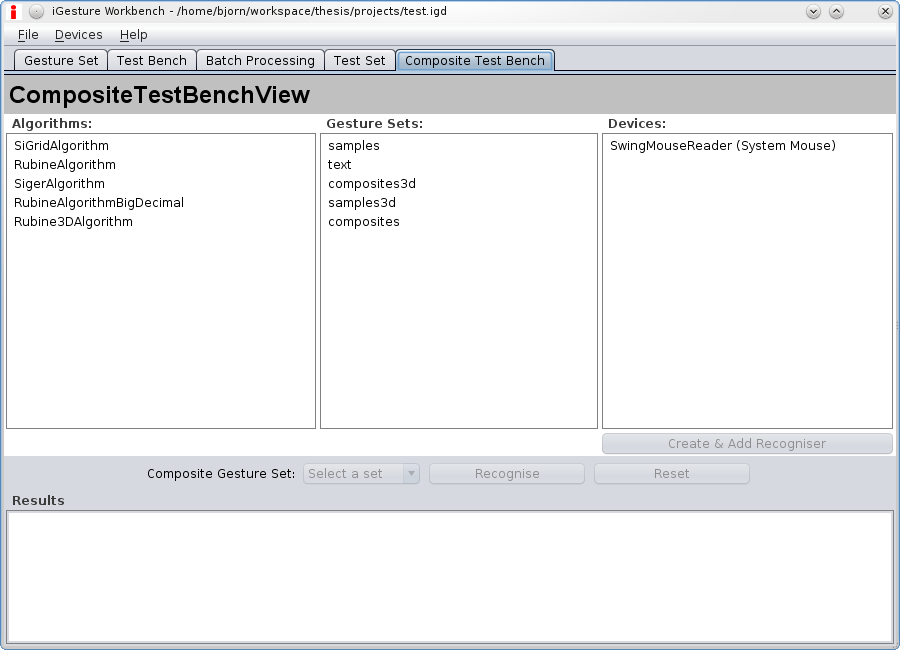 iGesture Workbench - /home/bjorn/workspace/thesis/projects/test.igd
File Devices Help
Gesture Set Test Bench Batch Processing Test Set Composite Test Bench
CompositeTestBenchView
Algorithms: Gesture Sets: Devices:
SiGridAlgorithm samples SwingMouseReader (System Mouse)
RubineAlgorithm text
SigerAlgorithm composites3d
RubineAlgorithmBigDecimal samples3d
Rubine3DAlgorithm composites
Create & Add Recogniser
Composite Gesture Set: Select a set Recognise Reset
Results